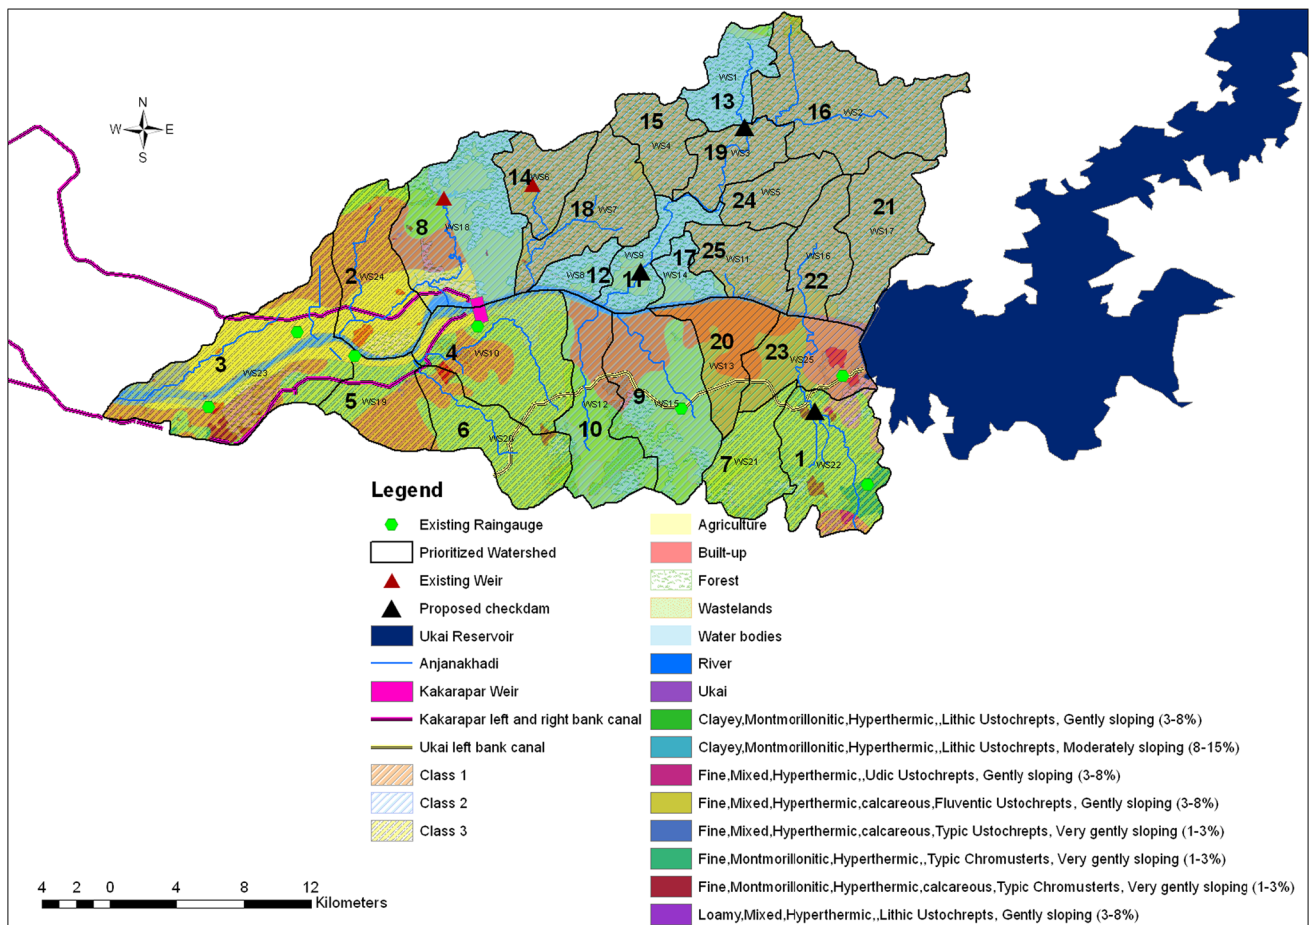 N
W E
S
WS1
13
16 WS2
15
WS4
19 WS3
14 WS6
24 WS5
18 WS7
21
WS17
8 WS18
25
WS11
17
WS14
WS16
22
WS9
11
WS8 12
2 WS24
3
WS23
4
WS10
20
WS13
23
WS25
5 WS19
6
WS20
WS12
10
9 WS15
7 WS21
1
WS22
Legend
Existing Raingauge
Prioritized Watershed
Existing Weir
Proposed checkdam
Ukai Reservoir
Anjanakhadi
Kakarapar Weir
Kakarapar left and right bank canal
Ukai left bank canal
Class 1
Class 2
Class 3
Agriculture
Built-up
Forest
Wastelands
Water bodies
River
Ukai
Clayey,Montmorillonitic,Hyperthermic,,Lithic Ustochrepts, Gently sloping (3-8%)
Clayey,Montmorillonitic,Hyperthermic,,Lithic Ustochrepts, Moderately sloping (8-15%)
Fine,Mixed,Hyperthermic,,Udic Ustochrepts, Gently sloping (3-8%)
Fine,Mixed,Hyperthermic,calcareous,Fluventic Ustochrepts, Gently sloping (3-8%)
Fine,Mixed,Hyperthermic,calcareous,Typic Ustochrepts, Very gently sloping (1-3%)
Fine,Montmorillonitic,Hyperthermic,,Typic Chromusterts, Very gently sloping (1-3%)
Fine,Montmorillonitic,Hyperthermic,calcareous,Typic Chromusterts, Very gently sloping (1-3%)
Loamy,Mixed,Hyperthermic,,Lithic Ustochrepts, Gently sloping (3-8%)
4 2 0 4 8 12
Kilometers